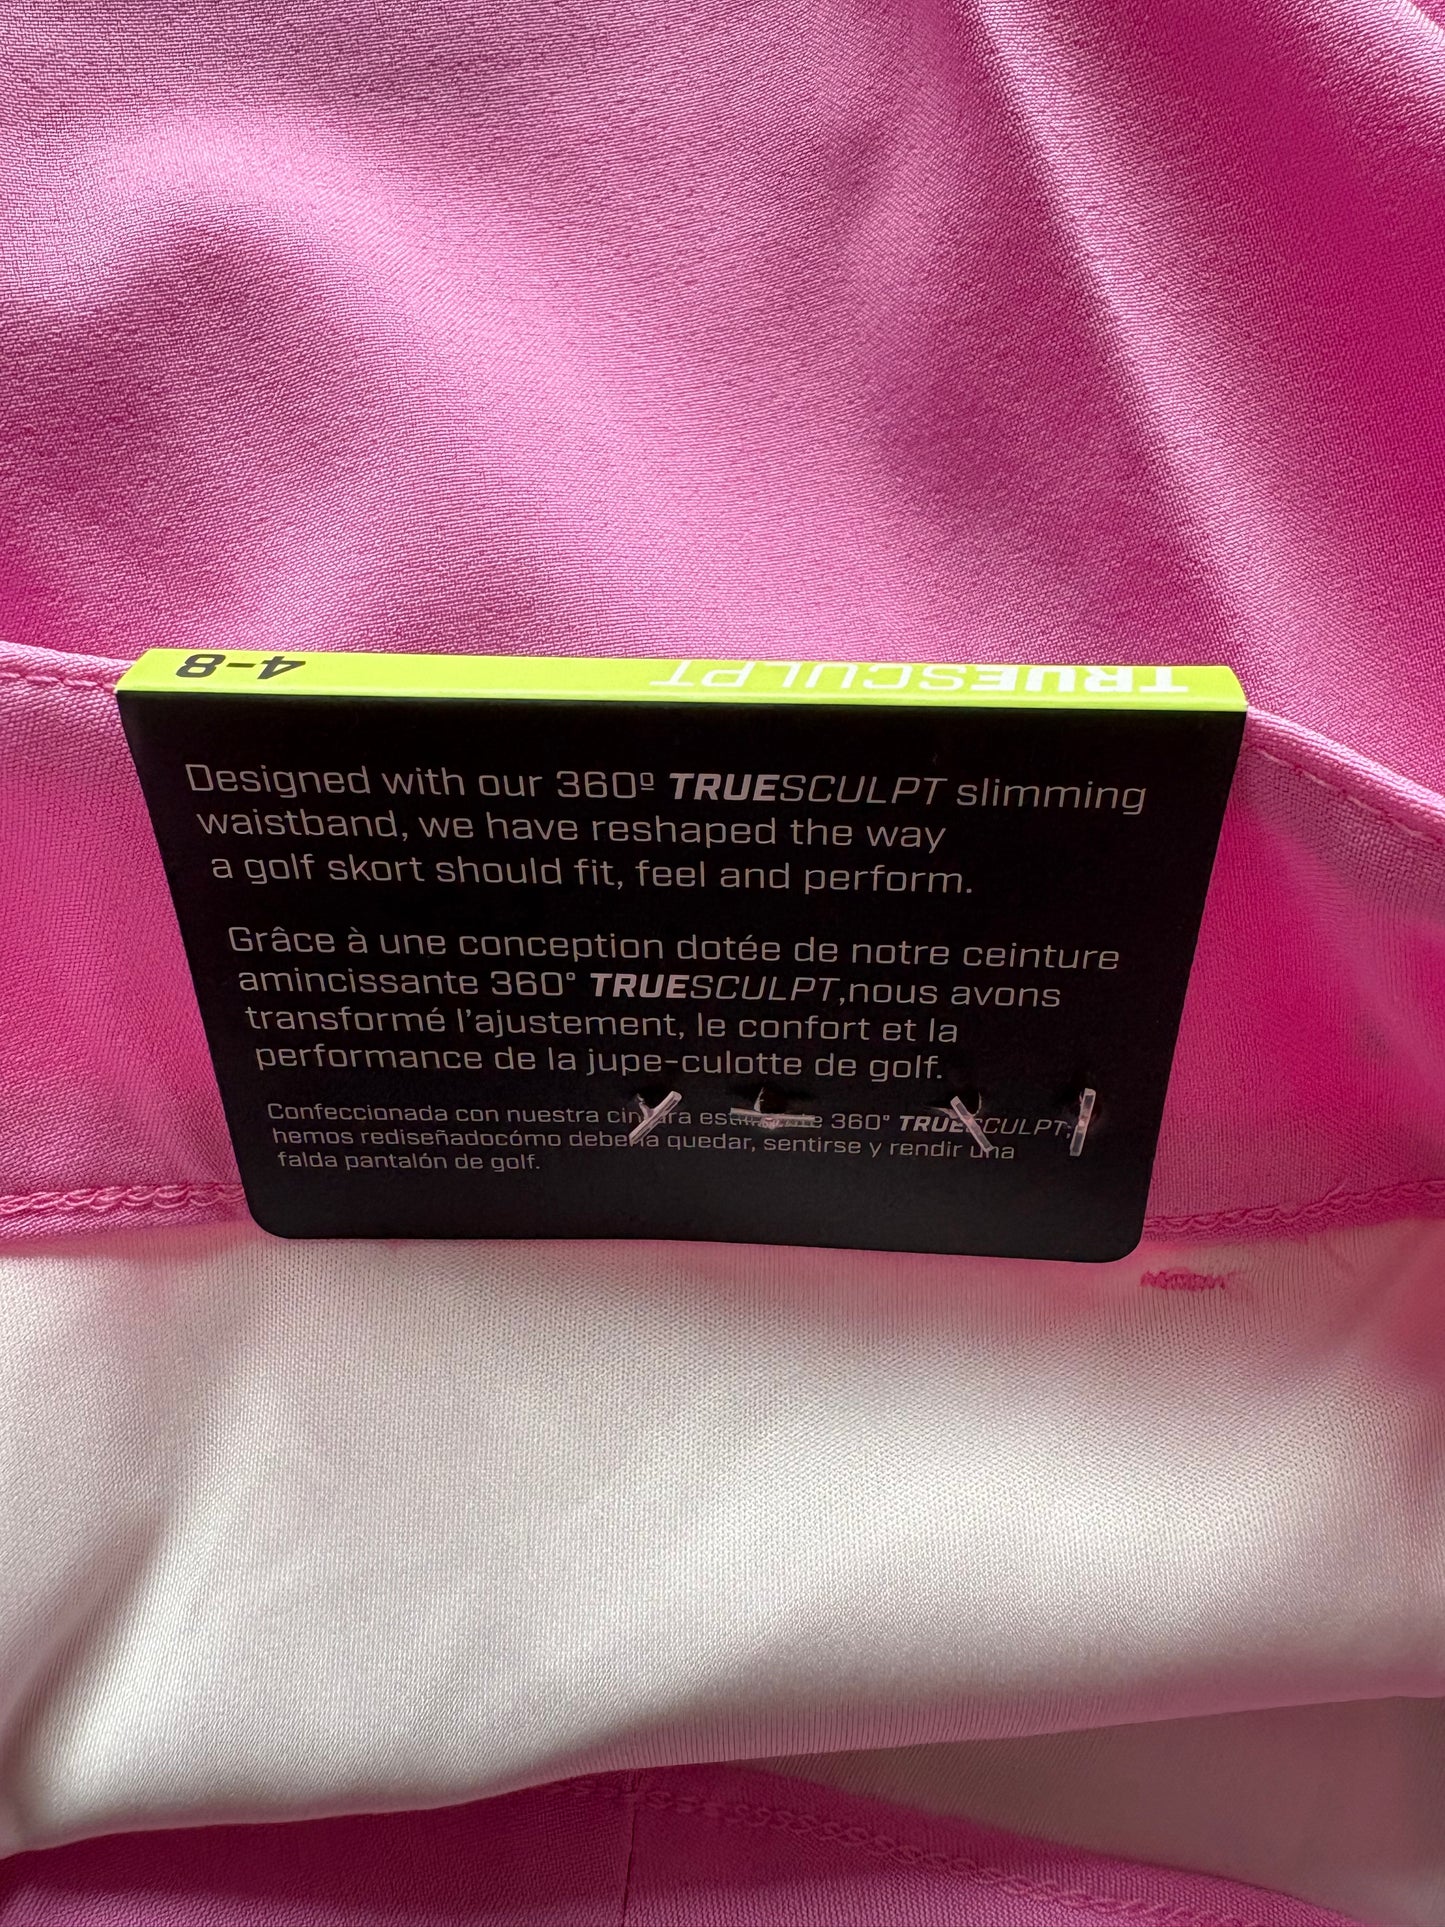 4-8
TRUESCULPT
Designed with our 360º TRUESCULPT slimming
waistband, we have reshaped the way
a golf skort should fit, feel and perform.
Grâce à une conception dotée de notre ceinture
amincissante 360° TRUESCULPT,nous avons
transformé l'ajustement, le confort et la
performance de la jupe-culotte de golf.
Confeccionada con nuestra 360° TRUESCULPT,
hemos rediseñadocómo debería quedar, sentirse y rendir una
falda pantalón de golf.